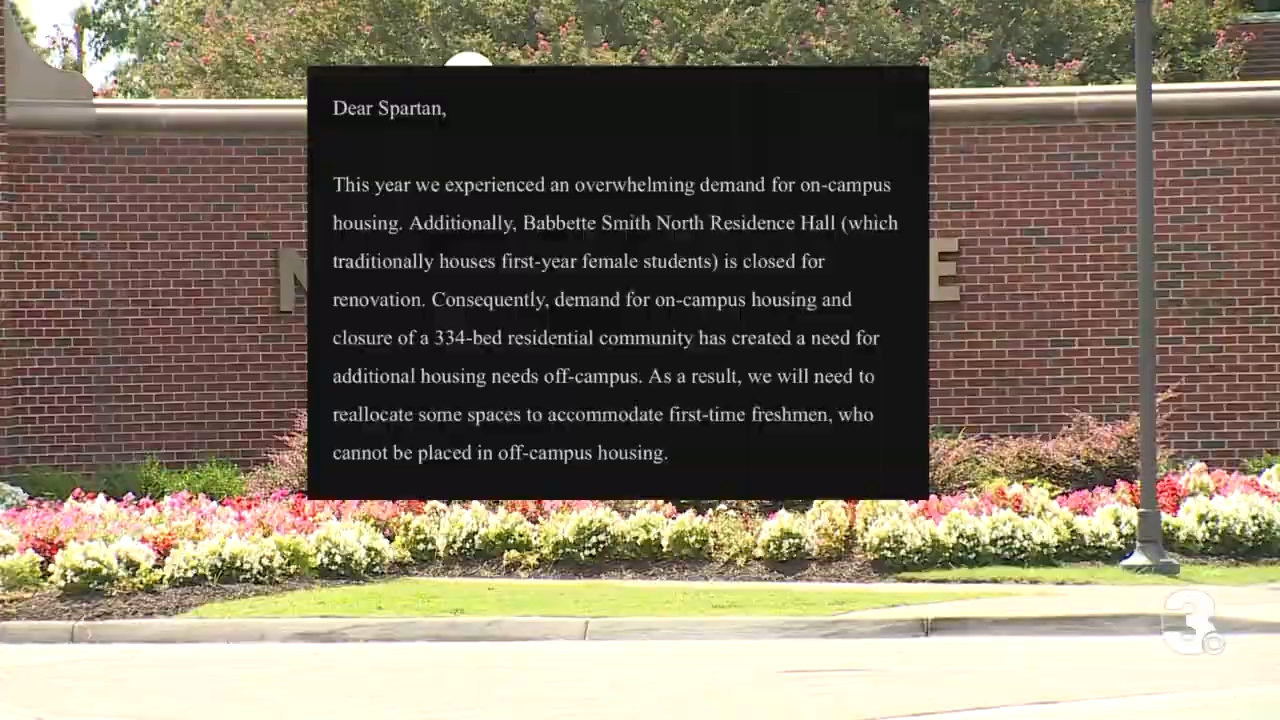 Dear Spartan,
This year we experienced an overwhelming demand for on-campus
housing. Additionally, Babbette Smith North Residence Hall (which
traditionally houses first-year female students) is closed for
renovation. Consequently, demand for on-campus housing and
closure of a 334-bed residential community has created a need for
additional housing needs off-campus. As a result, we will need to
reallocate some spaces to accommodate first-time freshmen, who
cannot be placed in off-campus housing.
N E
3